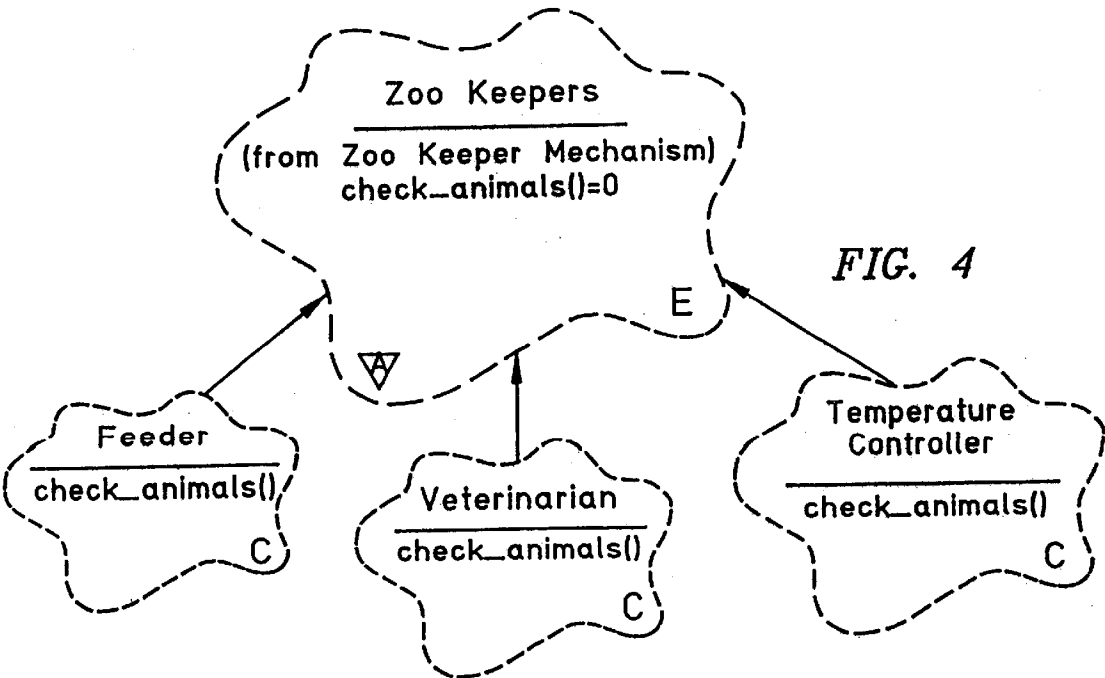 Zoo Keepers
(from Zoo Keeper Mechanism)
check_animals()=0
FIG. 4
E
A
Feeder
check_animals()
C
Veterinarian
check_animals()
C
Temperature
Controller
check_animals()
C